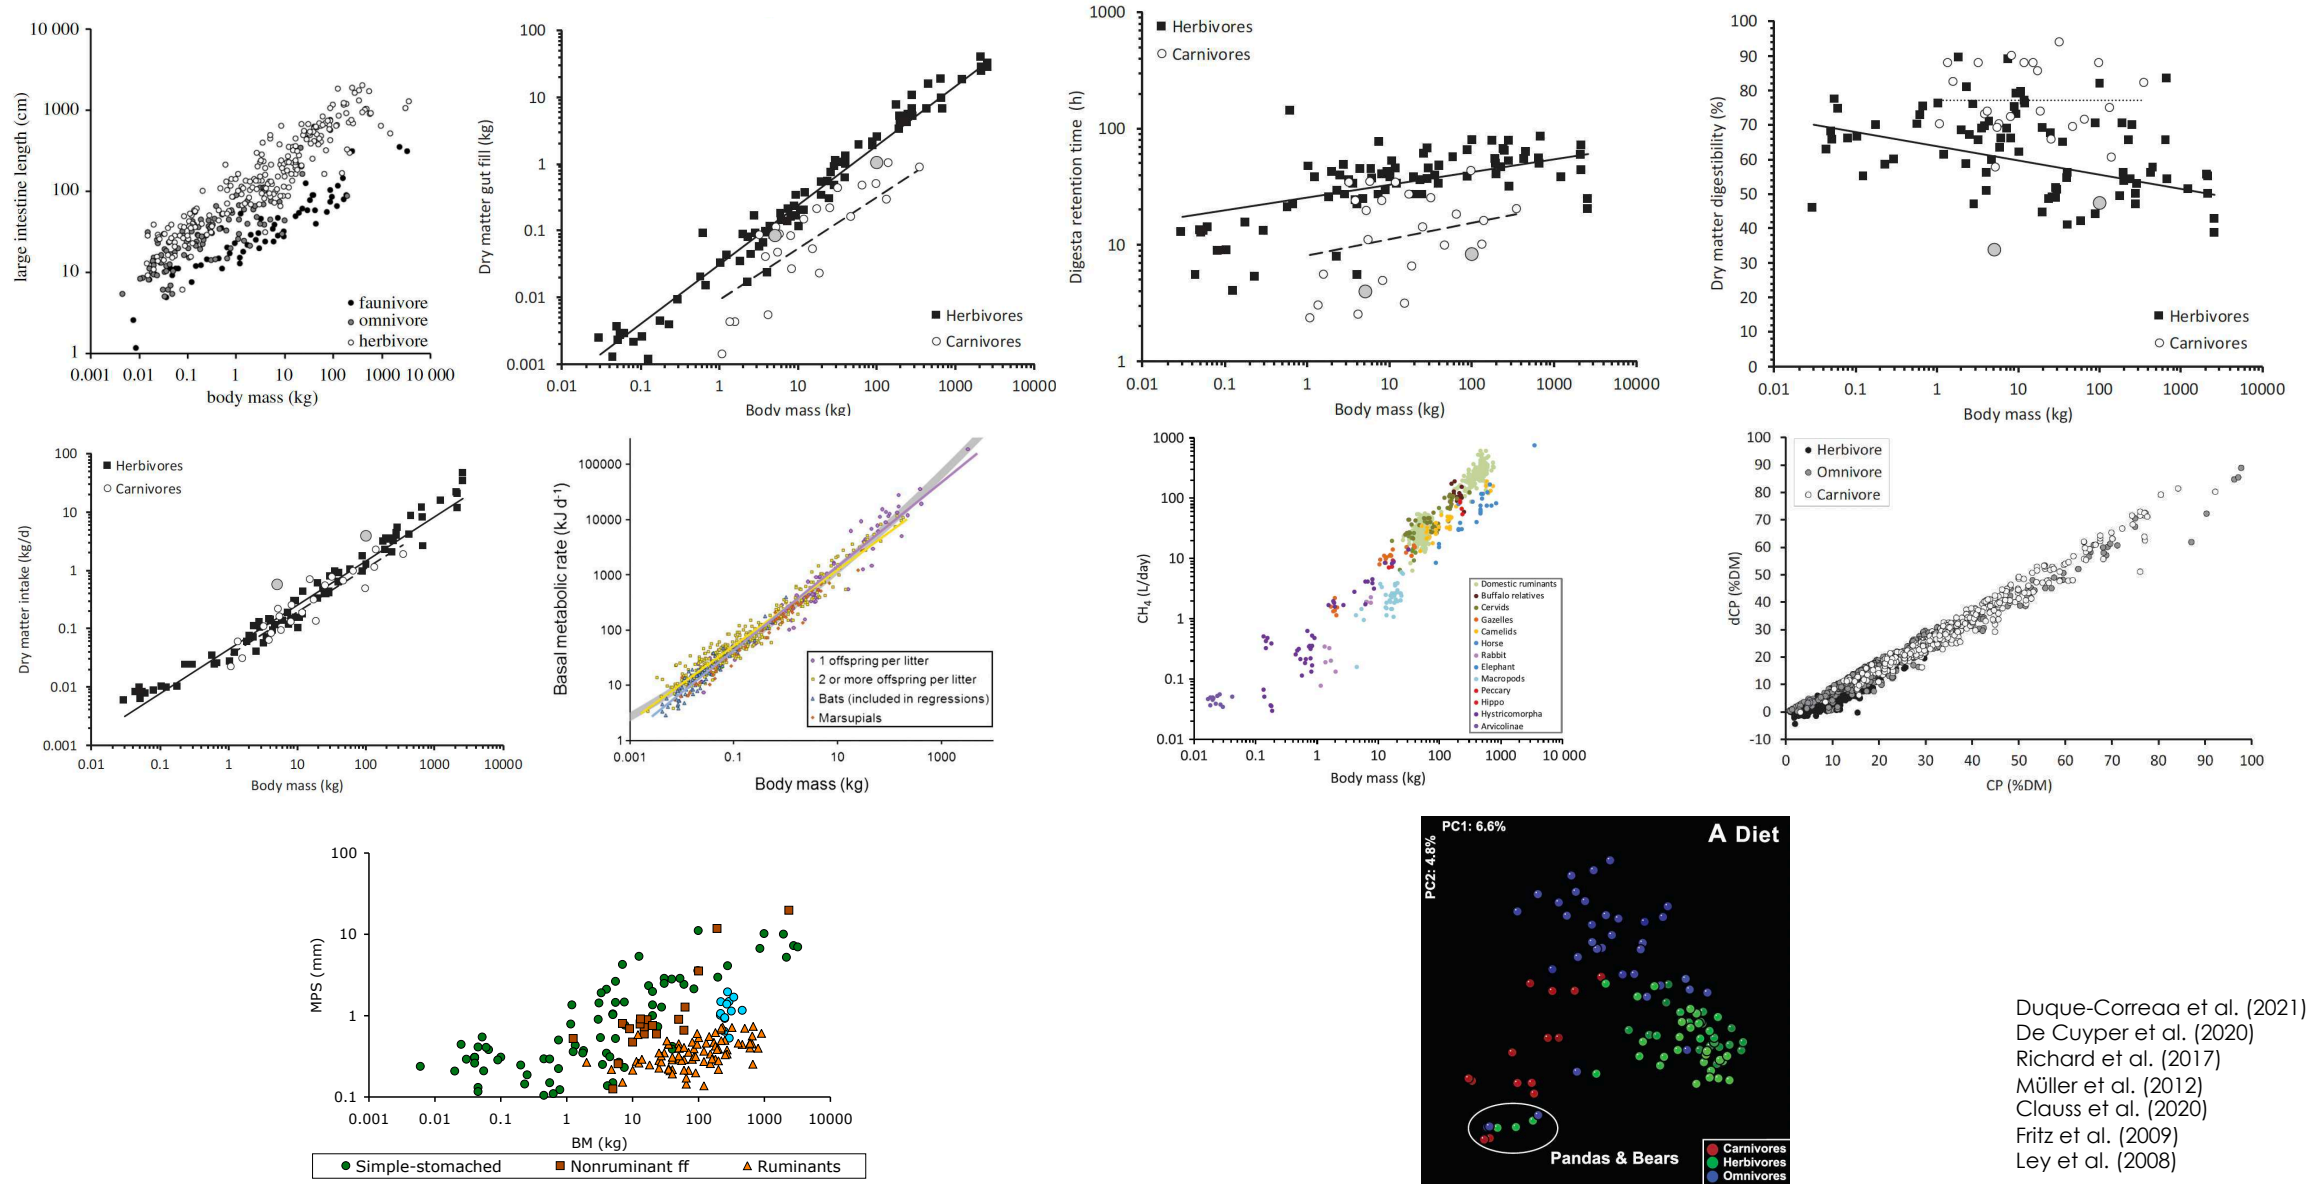 10 000
1000
100
10
1
large intestine length (cm)
0.001 0.01 0.1 1 10 100 1000 10 000
body mass (kg)
faunivore
omnivore
herbivore
100
10
1
0.1
0.01
0.001
Dry matter gut fill (kg)
0.01 0.1 1 10 100 1000 10000
Body mass (kg)
Herbivores
Carnivores
1000
100
10
1
Digesta retention time (h)
0.01 0.1 1 10 100 1000 10000
Body mass (kg)
Herbivores
Carnivores
100
90
80
70
60
50
40
30
20
10
0
Dry matter digestibility (%)
0.01 0.1 1 10 100 1000 10000
Body mass (kg)
Herbivores
Carnivores
100
10
1
0.1
0.01
0.001
Dry matter intake (kg/d)
0.01 0.1 1 10 100 1000 10000
Body mass (kg)
Herbivores
Carnivores
100000
10000
1000
100
10
1
Basal metabolic rate (kJ d⁻¹)
0.001 0.1 10 1000
Body mass (kg)
1 offspring per litter
2 or more offspring per litter
Bats (included in regressions)
Marsupials
1000
100
10
1
0.1
0.01
CH₄ (L/day)
0.01 0.1 1 10 100 1000 10 000
Body mass (kg)
Domestic ruminants
Buffalo relatives
Cervids
Gazelles
Camelids
Horse
Rabbit
Elephant
Macropods
Peccary
Hippo
Hystricomorpha
Arvicolinae
100
90
80
70
60
50
40
30
20
10
0
-10
dCP (%DM)
0 10 20 30 40 50 60 70 80 90 100
CP (%DM)
Herbivore
Omnivore
Carnivore
100
10
1
0.1
MPS (mm)
0.001 0.01 0.1 1 10 100 1000 10000
BM (kg)
Simple-stomached Nonruminant ff Ruminants
PC1: 6.6%
PC2: 4.8%
A Diet
Pandas & Bears
Carnivores
Herbivores
Omnivores
Duque-Correaa et al. (2021)
De Cuyper et al. (2020)
Richard et al. (2017)
Müller et al. (2012)
Clauss et al. (2020)
Fritz et al. (2009)
Ley et al. (2008)